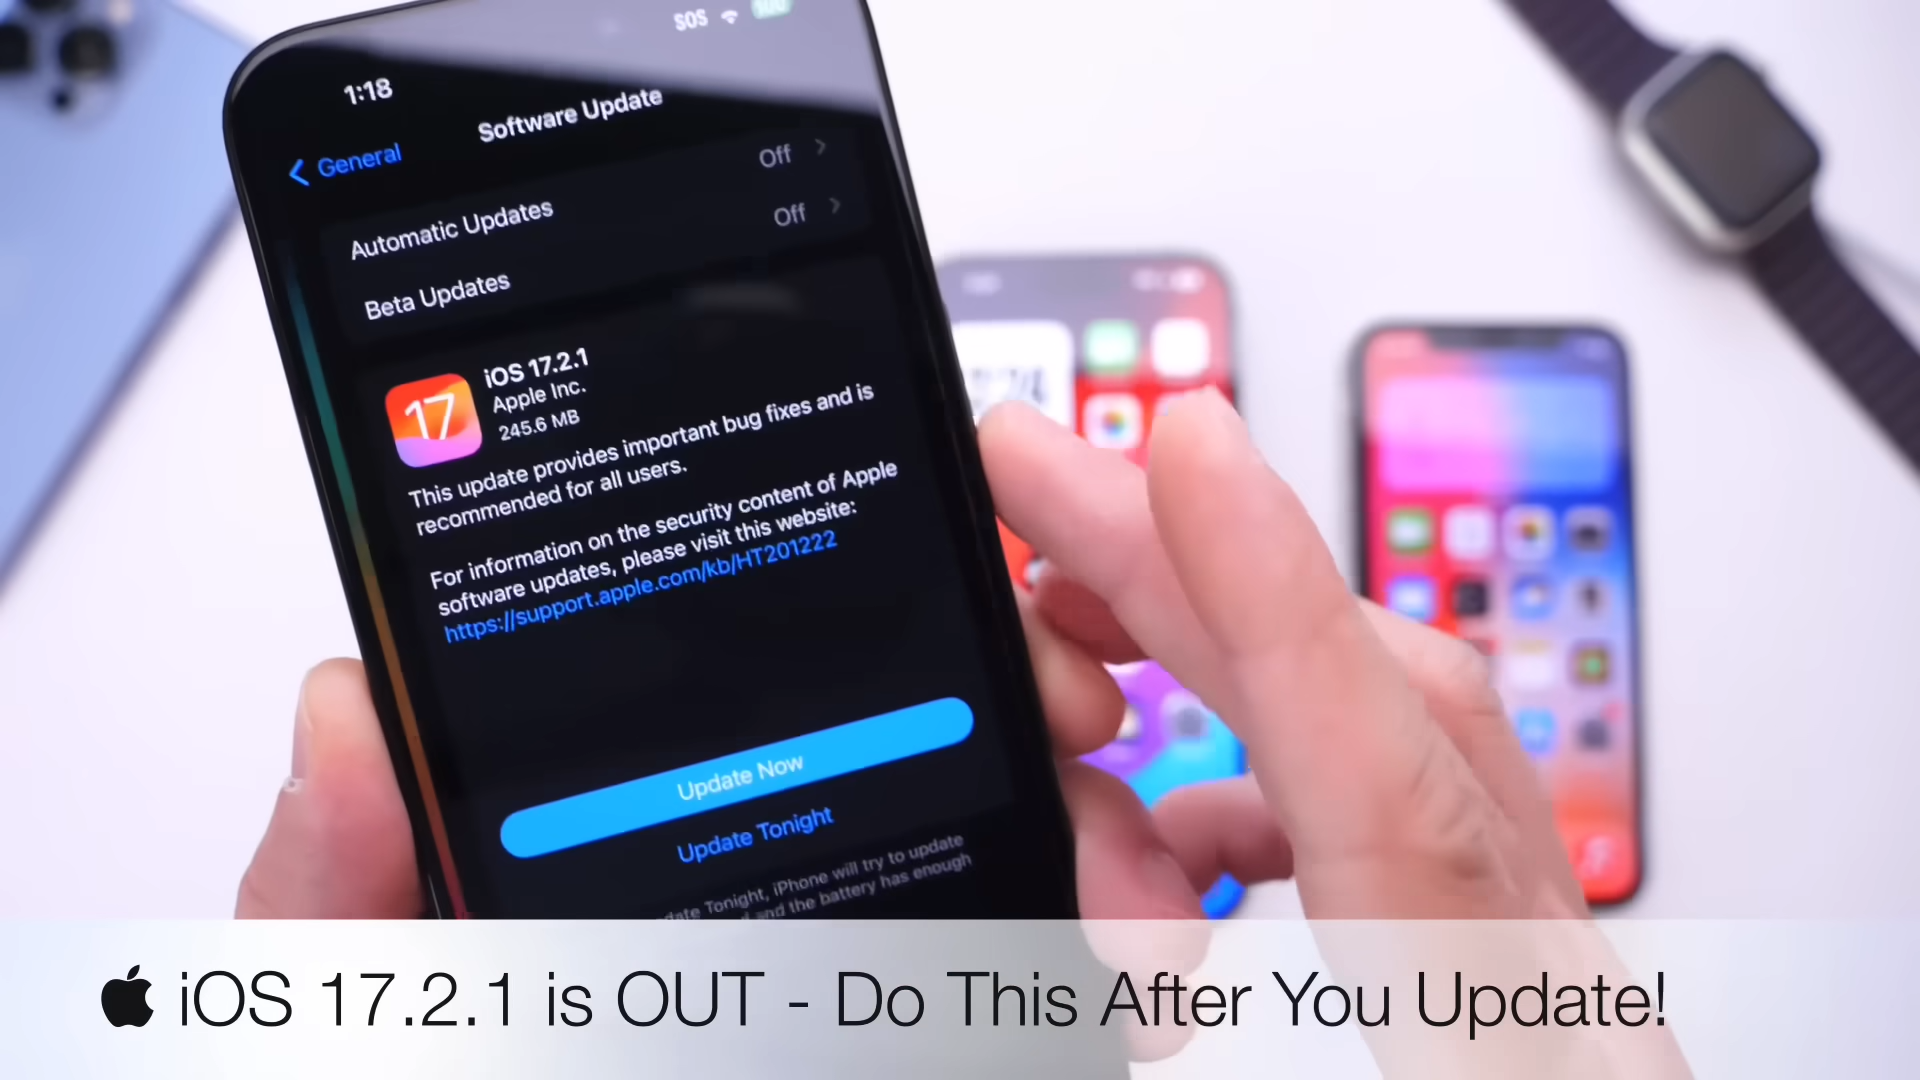 SOS
1:18
Software Update
General
Automatic Updates
Off
Beta Updates
Off
17
iOS 17.2.1
Apple Inc.
245.6 MB
This update provides important bug fixes and is
recommended for all users.
For information on the security content of Apple
software updates, please visit this website:
https://support.apple.com/kb/HT201222
Update Now
Update Tonight
Tonight, iPhone will try to update
and the battery has enough
iOS 17.2.1 is OUT - Do This After You Update!